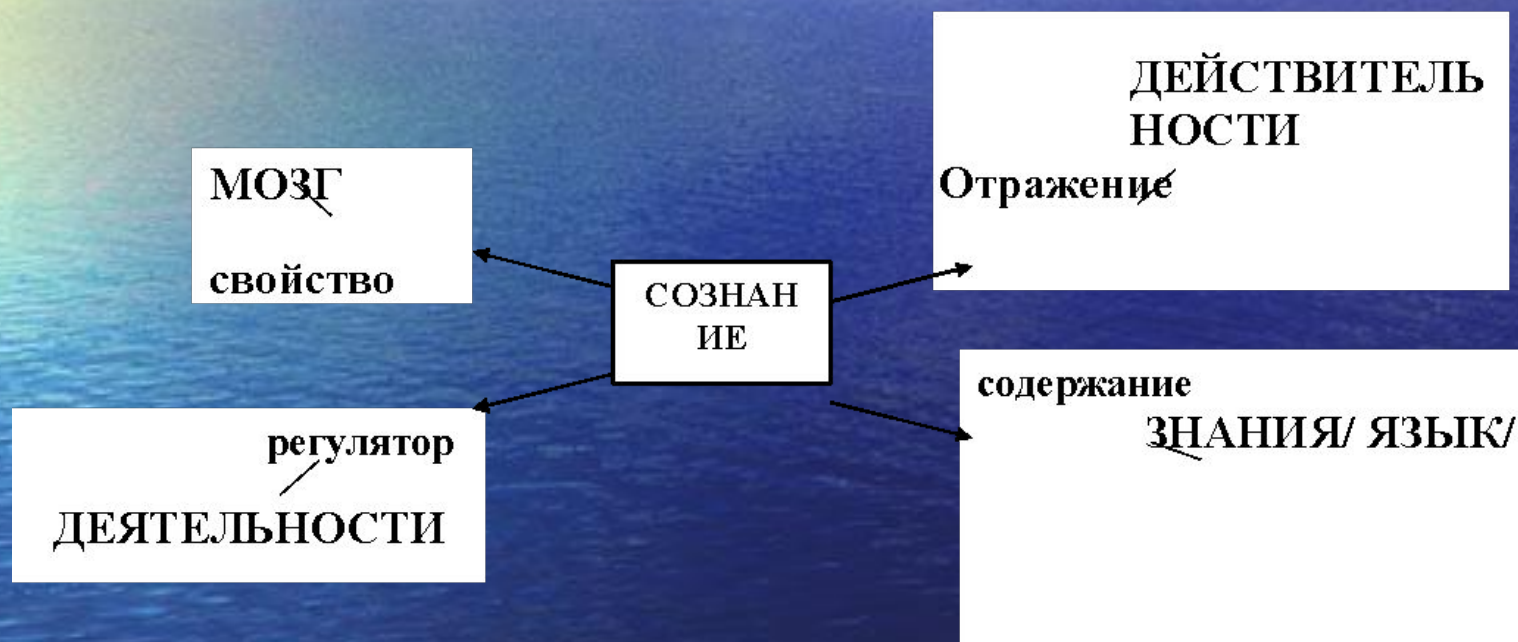 МОЗГ
свойство
ДЕЙСТВИТЕЛЬ
НОСТИ
Отражение
СОЗНАН
ИЕ
регулятор
ДЕЯТЕЛЬНОСТИ
содержание
ЗНАНИЯ/ ЯЗЫК/